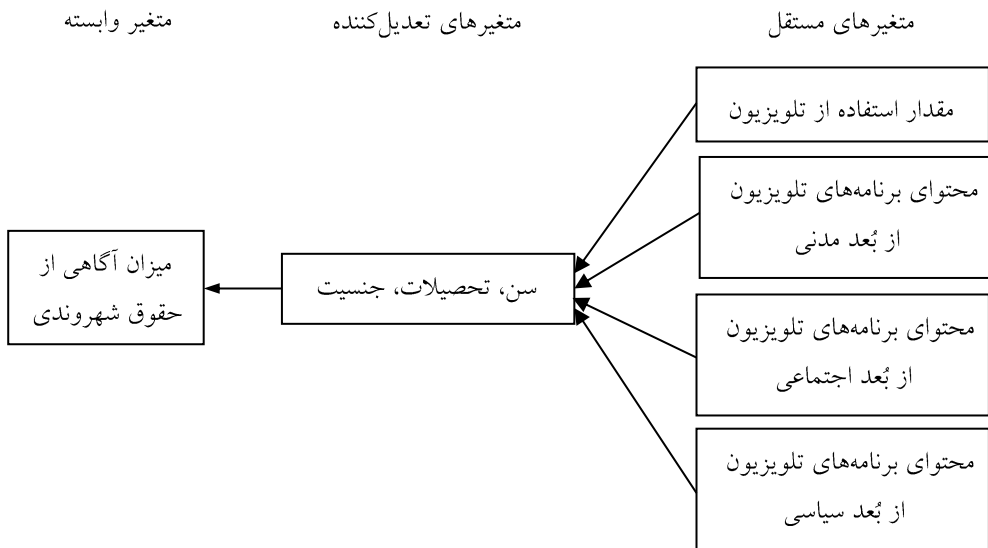 متغیرهای مستقل
متغیرهای تعدیل‌کننده
متغیر وابسته
مقدار استفاده از تلویزیون
محتوای برنامه‌های تلویزیون
از بُعد مدنی
محتوای برنامه‌های تلویزیون
از بُعد اجتماعی
محتوای برنامه‌های تلویزیون
از بُعد سیاسی
سن، تحصیلات، جنسیت
میزان آگاهی از
حقوق شهروندی